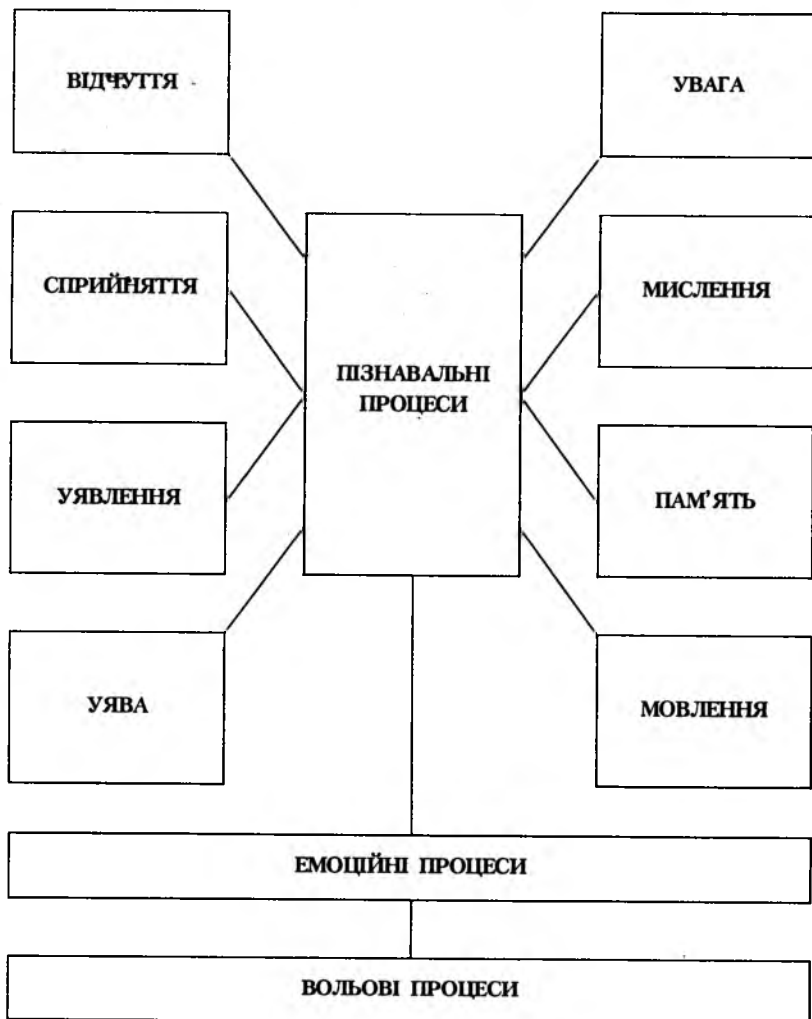 ВІДЧУТТЯ
УВАГА
СПРИЙНЯТТЯ
МИСЛЕННЯ
ПІЗНАВАЛЬНІ
ПРОЦЕСИ
УЯВЛЕННЯ
ПАМ'ЯТЬ
УЯВА
МОВЛЕННЯ
ЕМОЦІЙНІ ПРОЦЕСИ
ВОЛЬОВІ ПРОЦЕСИ